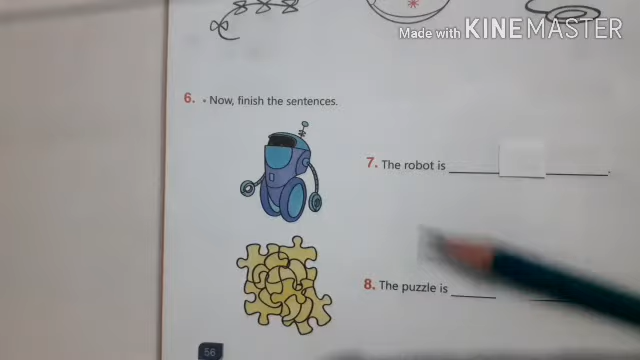 Made with KINEMASTER
6. • Now, finish the sentences.
7. The robot is
8. The puzzle is
56